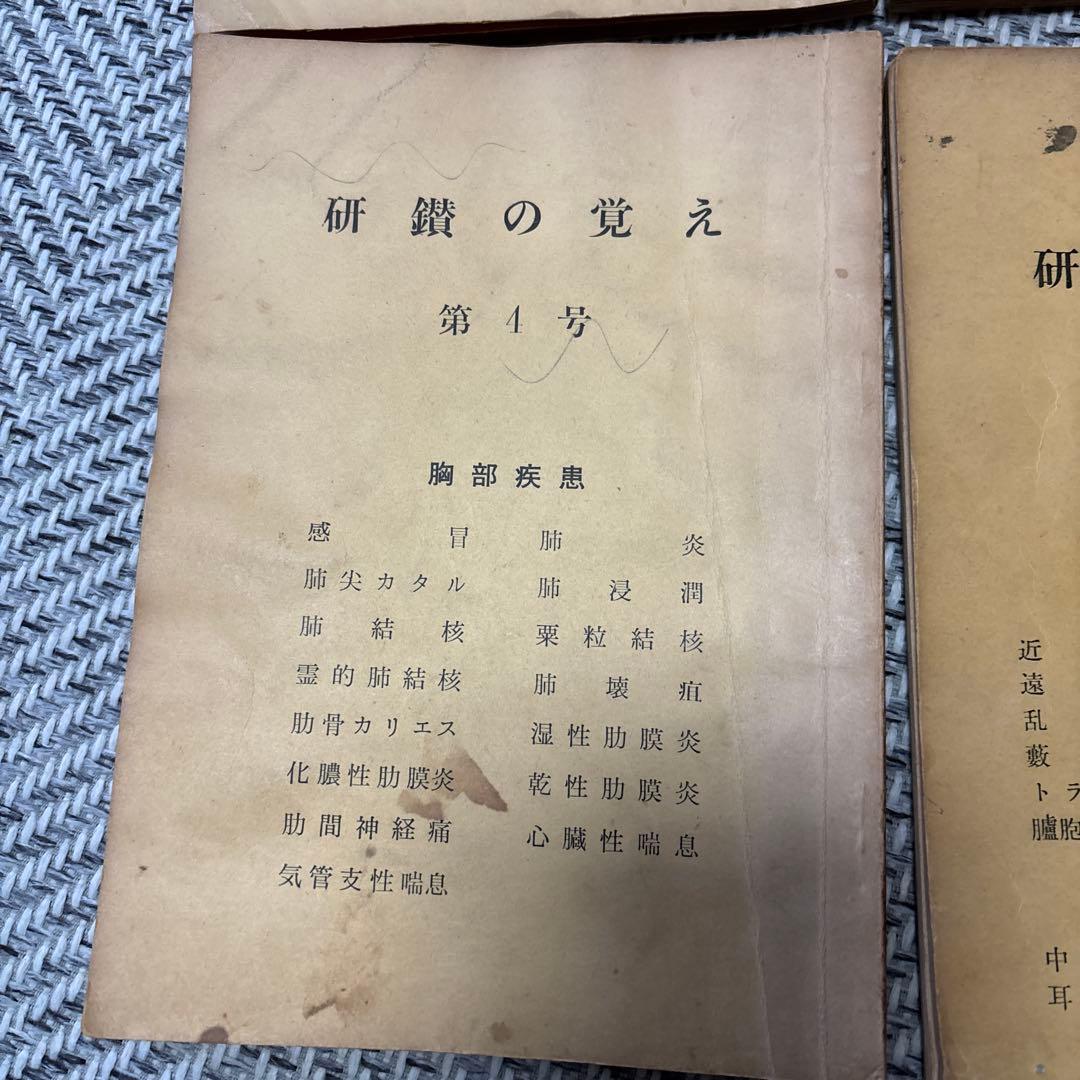 研鑽の覚え
第4号
胸部疾患
感冒 肺炎
肺尖カタル 肺浸潤
肺結核 粟粒結核
霊的肺結核 肺壊疽
肋骨カリエス 湿性肋膜炎
化膿性肋膜炎 乾性肋膜炎
肋間神経痛 心臓性喘息
気管支性喘息
研
近
遠
乱
藪
トラ
臚胞
中
耳